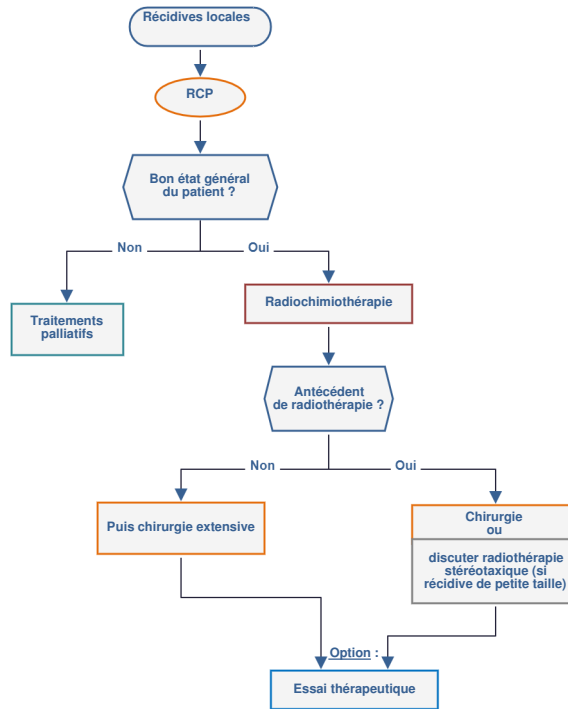 Récidives locales
RCP
Bon état général
du patient ?
Non
Oui
Traitements
palliatifs
Radiochimiothérapie
Antécédent
de radiothérapie ?
Non
Oui
Puis chirurgie extensive
Chirurgie
ou
discuter radiothérapie
stéréotaxique (si
récidive de petite taille)
Option :
Essai thérapeutique